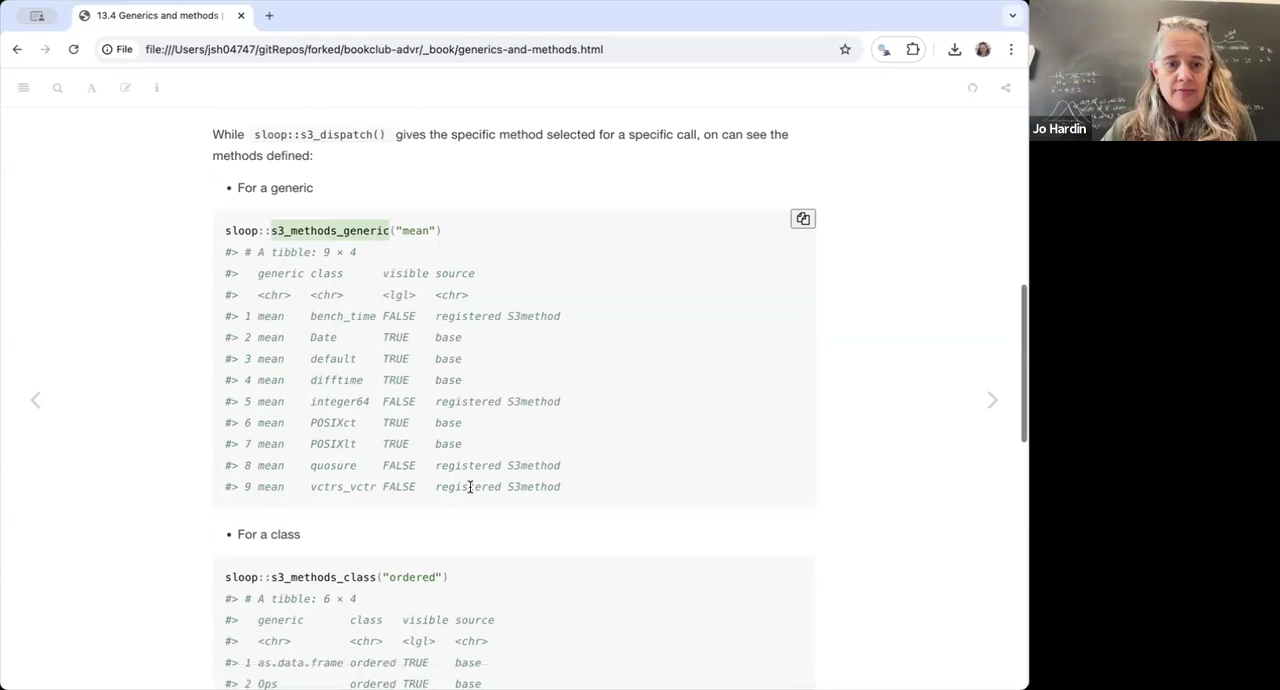 13.4 Generics and methods |
File file:///Users/jsh04747/gitRepos/forked/bookclub-advr/_book/generics-and-methods.html
While sloop::s3_dispatch() gives the specific method selected for a specific call, on can see the
methods defined:
• For a generic
sloop::s3_methods_generic("mean")
#> # A tibble: 9 × 4
#>   generic class      visible source
#>   <chr>   <chr>      <lgl>   <chr>
#> 1 mean    bench_time FALSE   registered S3method
#> 2 mean    Date       TRUE    base
#> 3 mean    default    TRUE    base
#> 4 mean    difftime   TRUE    base
#> 5 mean    integer64  FALSE   registered S3method
#> 6 mean    POSIXct    TRUE    base
#> 7 mean    POSIXlt    TRUE    base
#> 8 mean    quosure    FALSE   registered S3method
#> 9 mean    vctrs_vctr FALSE   registered S3method
• For a class
sloop::s3_methods_class("ordered")
#> # A tibble: 6 × 4
#>   generic       class   visible source
#>   <chr>         <chr>   <lgl>   <chr>
#> 1 as.data.frame ordered TRUE    base
#> 2 Ops           ordered TRUE    base
Jo Hardin